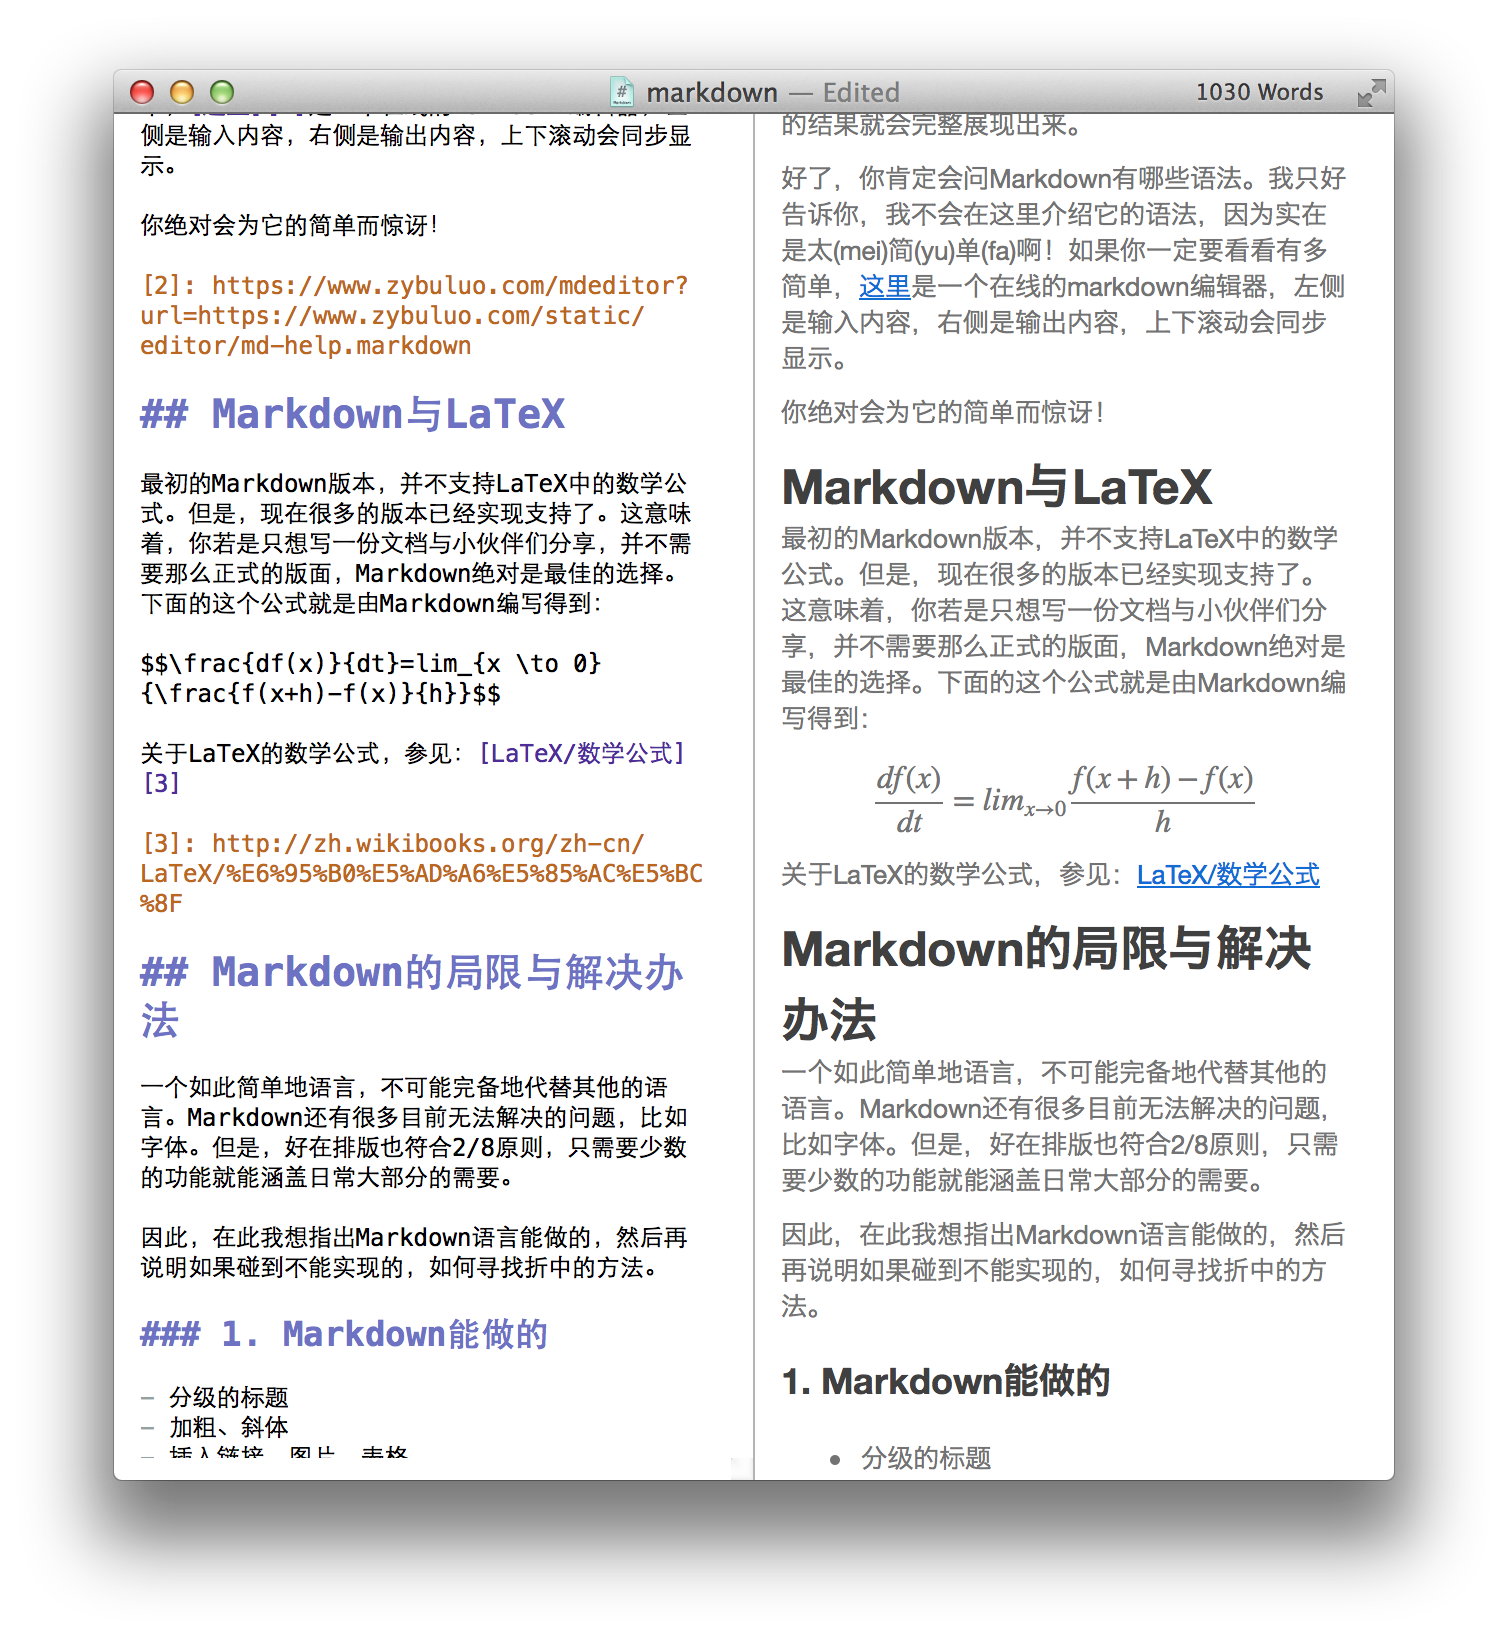 markdown — Edited
1030 Words
侧是输入内容，右侧是输出内容，上下滚动会同步显
示。
你绝对会为它的简单而惊讶！
[2]: https://www.zybuluo.com/mdeditor?
url=https://www.zybuluo.com/static/
editor/md-help.markdown
## Markdown与LaTeX
最初的Markdown版本，并不支持LaTeX中的数学公
式。但是，现在很多的版本已经实现支持了。这意味
着，你若是只想写一份文档与小伙伴们分享，并不需
要那么正式的版面，Markdown绝对是最佳的选择。
下面的这个公式就是由Markdown编写得到：
$$\frac{df(x)}{dt}=lim_{x \to 0}
{\frac{f(x+h)-f(x)}{h}}$$
关于LaTeX的数学公式，参见：[LaTeX/数学公式]
[3]
[3]: http://zh.wikibooks.org/zh-cn/
LaTeX/%E6%95%B0%E5%AD%A6%E5%85%AC%E5%BC
%8F
## Markdown的局限与解决办
法
一个如此简单地语言，不可能完备地代替其他的语
言。Markdown还有很多目前无法解决的问题，比如
字体。但是，好在排版也符合2/8原则，只需要少数
的功能就能涵盖日常大部分的需要。
因此，在此我想指出Markdown语言能做的，然后再
说明如果碰到不能实现的，如何寻找折中的方法。
### 1. Markdown能做的
- 分级的标题
- 加粗、斜体
- 插入链接、图片、表格
的结果就会完整展现出来。
好了，你肯定会问Markdown有哪些语法。我只好
告诉你，我不会在这里介绍它的语法，因为实在
是太(mei)简(yu)单(fa)啊！如果你一定要看看有多
简单，这里是一个在线的markdown编辑器，左侧
是输入内容，右侧是输出内容，上下滚动会同步
显示。
你绝对会为它的简单而惊讶！
Markdown与LaTeX
最初的Markdown版本，并不支持LaTeX中的数学
公式。但是，现在很多的版本已经实现支持了。
这意味着，你若是只想写一份文档与小伙伴们分
享，并不需要那么正式的版面，Markdown绝对是
最佳的选择。下面的这个公式就是由Markdown编
写得到：
df(x)/dt = lim x→0 f(x + h) − f(x)/h
关于LaTeX的数学公式，参见：LaTeX/数学公式
Markdown的局限与解决
办法
一个如此简单地语言，不可能完备地代替其他的
语言。Markdown还有很多目前无法解决的问题，
比如字体。但是，好在排版也符合2/8原则，只需
要少数的功能就能涵盖日常大部分的需要。
因此，在此我想指出Markdown语言能做的，然后
再说明如果碰到不能实现的，如何寻找折中的方
法。
1. Markdown能做的
• 分级的标题